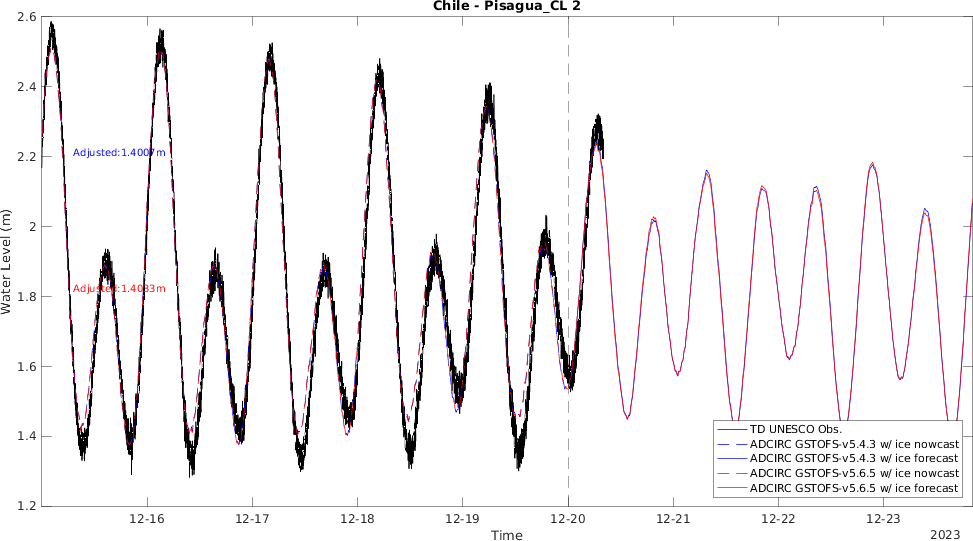 Chile - Pisagua_CL 2
2.6
2.4
2.2
2
1.8
1.6
1.4
1.2
Water Level (m)
Adjusted:1.4007m
Adjusted:1.4033m
TD UNESCO Obs.
ADCIRC GSTOFS-v5.4.3 w/ ice nowcast
ADCIRC GSTOFS-v5.4.3 w/ ice forecast
ADCIRC GSTOFS-v5.6.5 w/ ice nowcast
ADCIRC GSTOFS-v5.6.5 w/ ice forecast
12-16 12-17 12-18 12-19 12-20 12-21 12-22 12-23
Time
2023